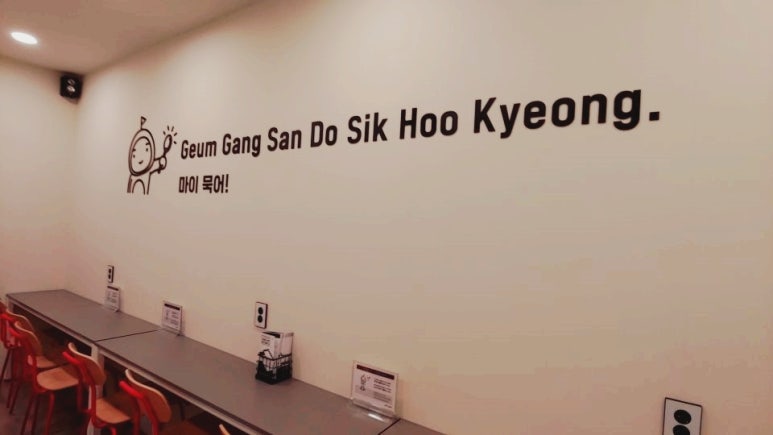 Geum Gang San Do Sik Hoo Kyeong.
마이 묵어!